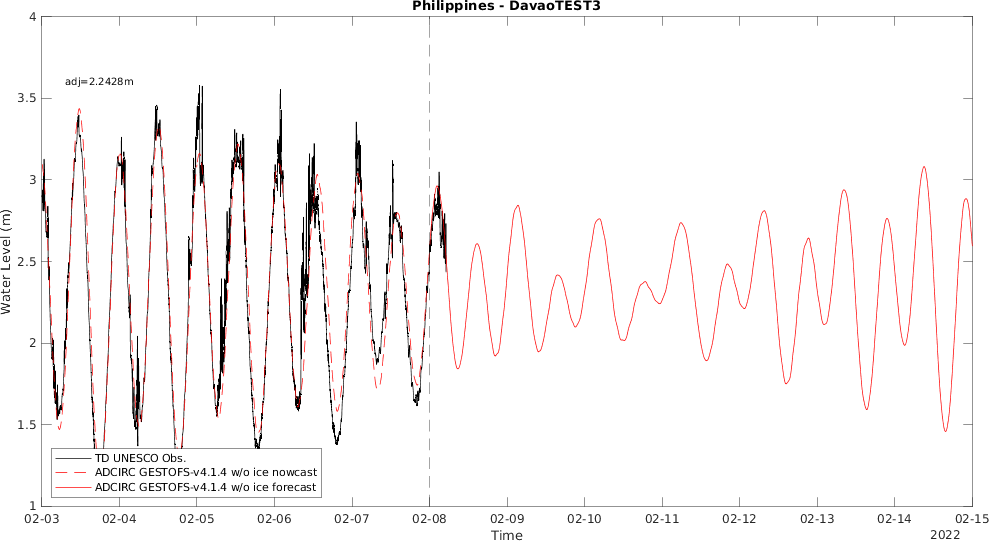 Philippines - DavaoTEST3
4
adj=2.2428m
3.5
3
2.5
2
1.5
1
Water Level (m)
TD UNESCO Obs.
ADCIRC GESTOFS-v4.1.4 w/o ice nowcast
ADCIRC GESTOFS-v4.1.4 w/o ice forecast
02-03 02-04 02-05 02-06 02-07 02-08 02-09 02-10 02-11 02-12 02-13 02-14 02-15
Time
2022